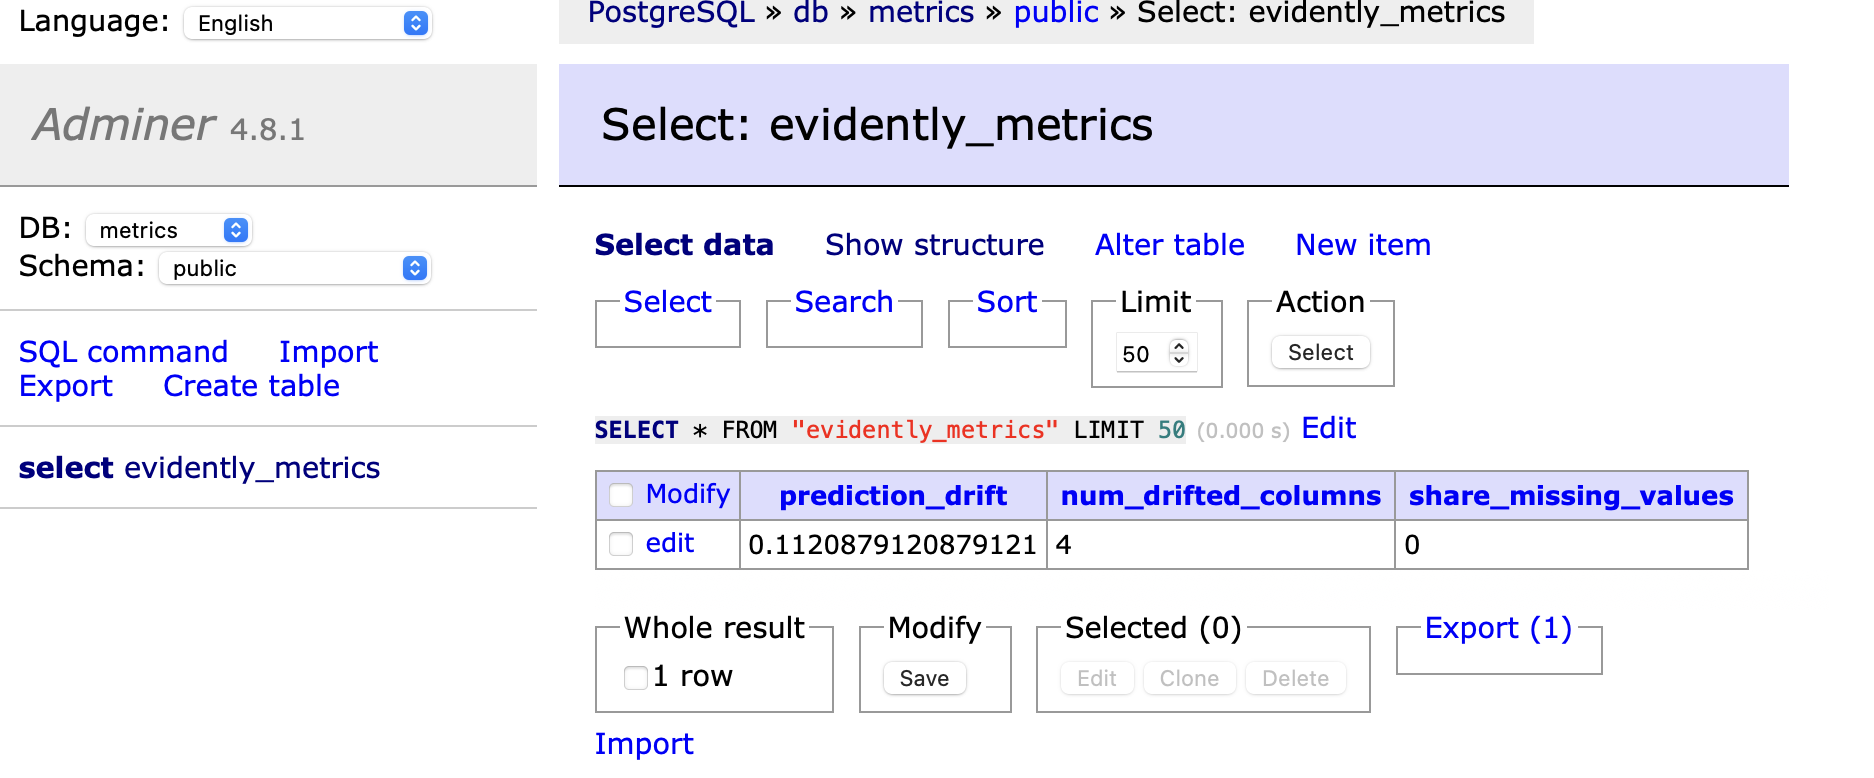 Language: English
PostgreSQL » db » metrics » public » Select: evidently_metrics
Adminer 4.8.1
DB: metrics
Schema: public
SQL command Import
Export Create table
select evidently_metrics
Select: evidently_metrics
Select data Show structure Alter table New item
Select Search Sort Limit Action
50 Select
SELECT * FROM "evidently_metrics" LIMIT 50 (0.000 s) Edit
Modify prediction_drift num_drifted_columns share_missing_values
edit 0.1120879120879121 4 0
Whole result Modify Selected (0) Export (1)
1 row Save Edit Clone Delete
Import